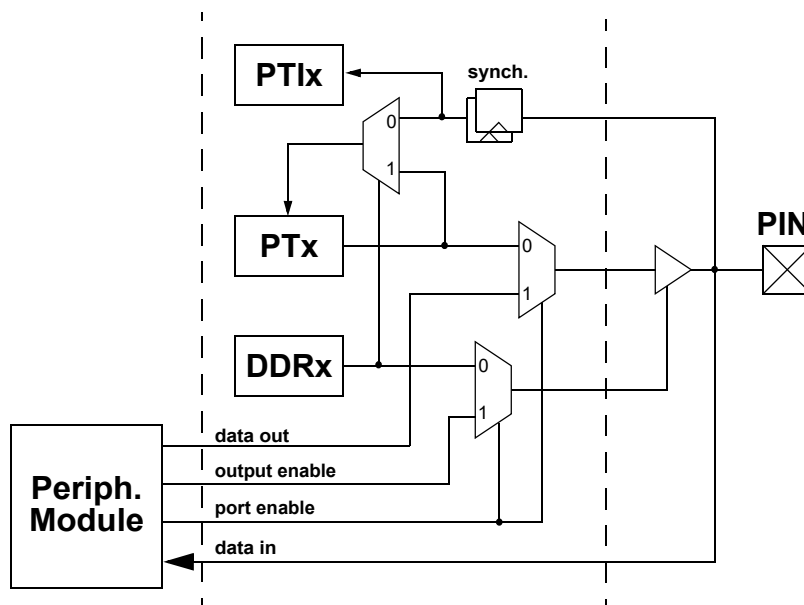 PTIx
synch.
0
1
PTx
0
PIN
1
DDRx
0
1
data out
output enable
Periph.
Module
port enable
data in